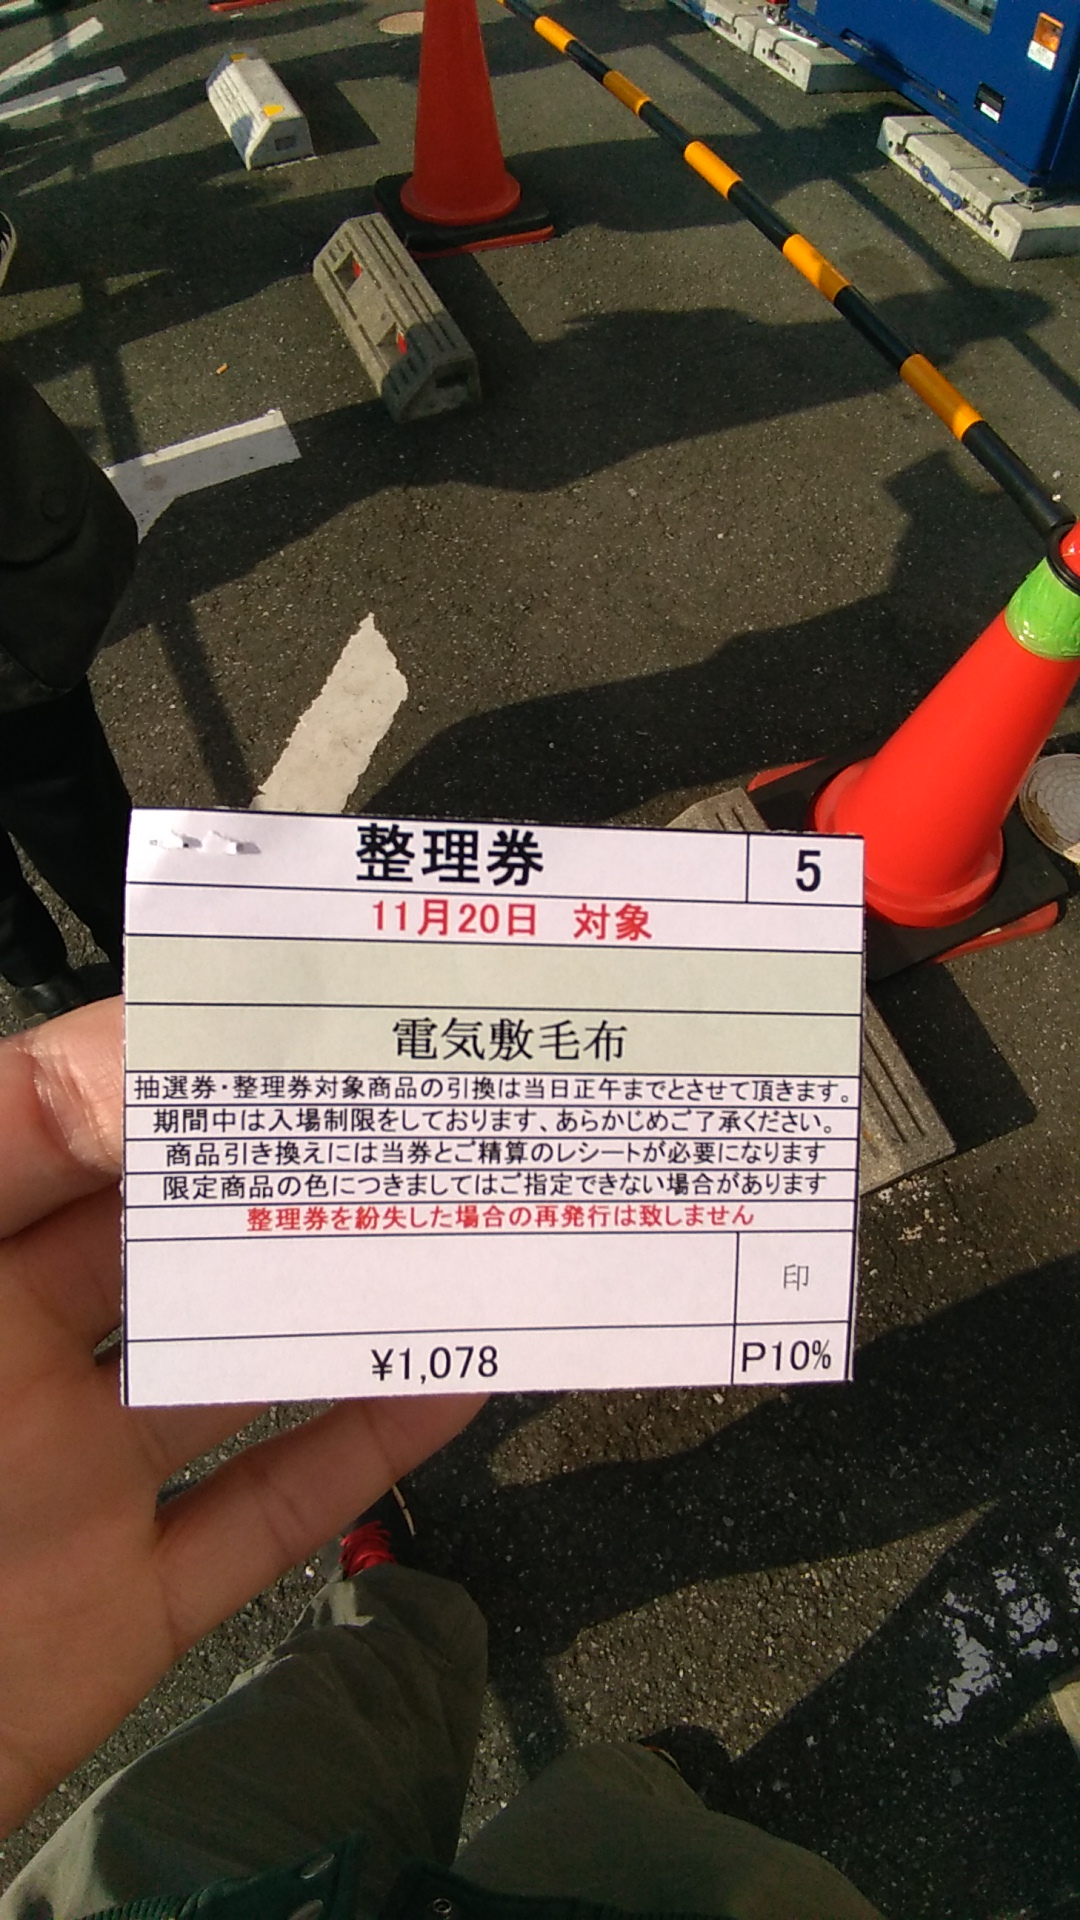 整理券 5
11月20日 対象
電気敷毛布
抽選券・整理券対象商品の引換は当日正午までとさせて頂きます。
期間中は入場制限をしております、あらかじめご了承ください。
商品引き換えには当券とご精算のレシートが必要になります
限定商品の色につきましてはご指定できない場合があります
整理券を紛失した場合の再発行は致しません
印
¥1,078 P10%